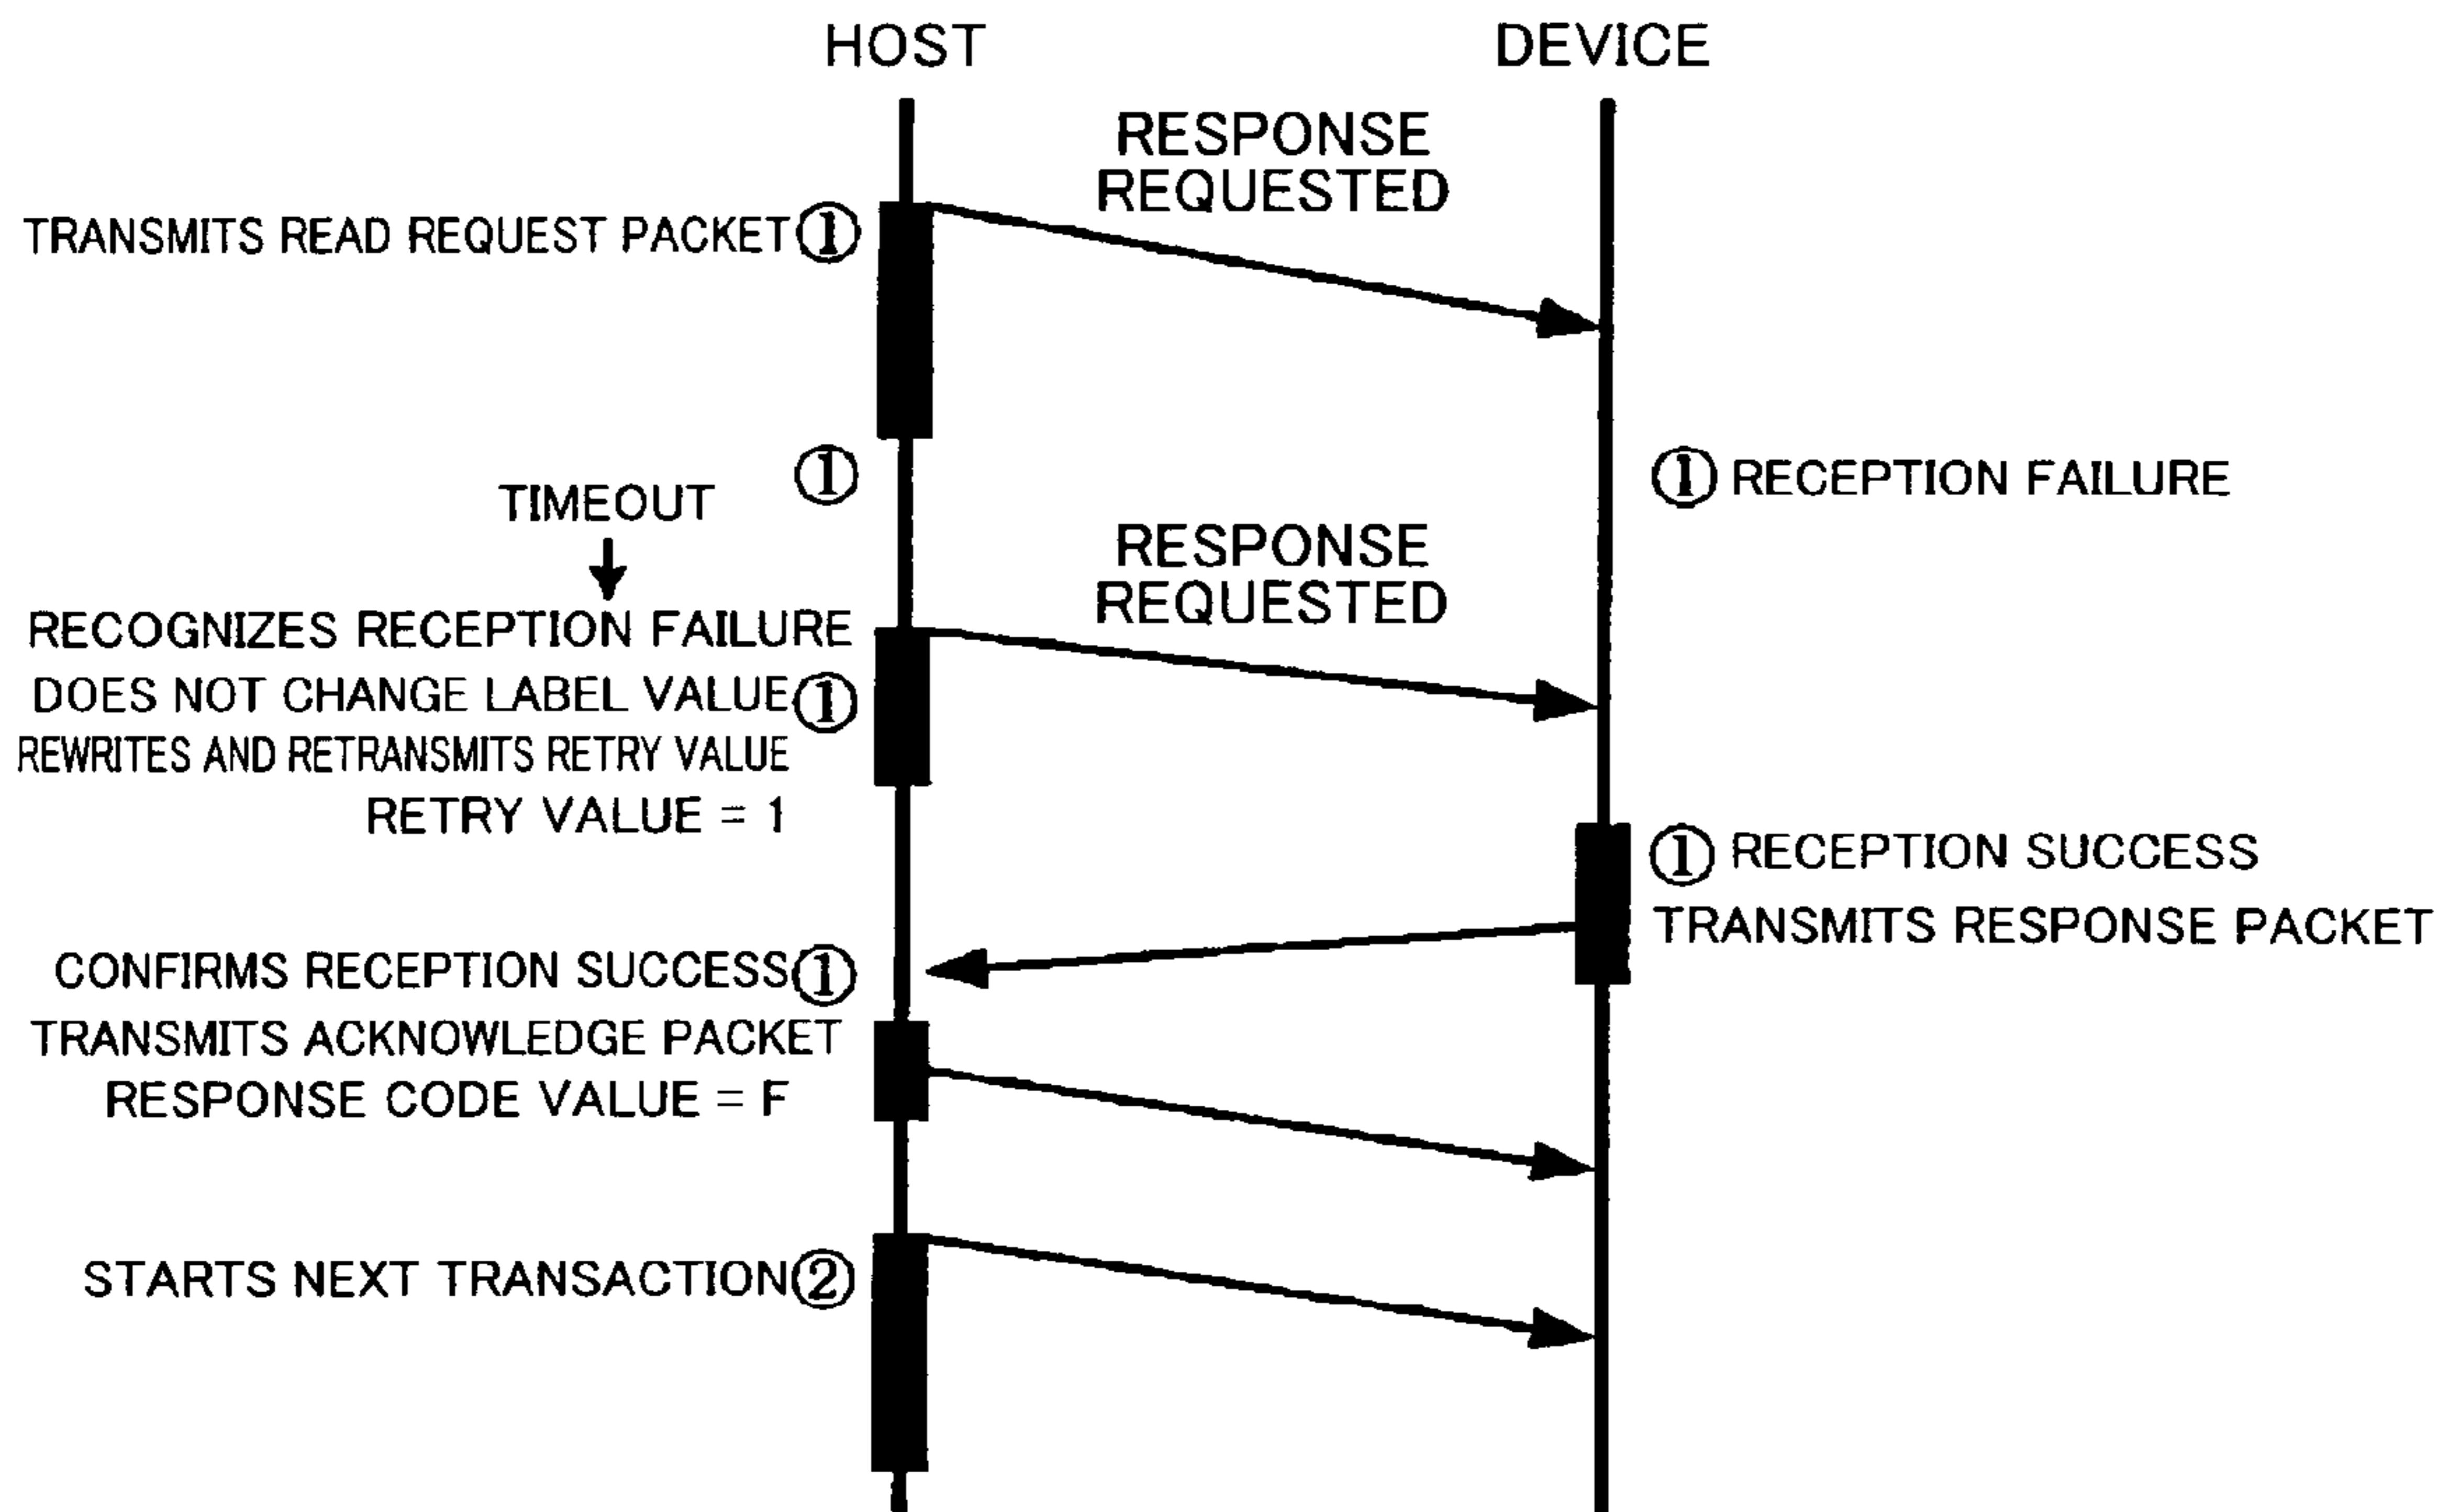 HOST
DEVICE
RESPONSE
REQUESTED
TRANSMITS READ REQUEST PACKET①
①
① RECEPTION FAILURE
TIMEOUT
RESPONSE
REQUESTED
RECOGNIZES RECEPTION FAILURE
DOES NOT CHANGE LABEL VALUE①
REWRITES AND RETRANSMITS RETRY VALUE
RETRY VALUE = 1
① RECEPTION SUCCESS
TRANSMITS RESPONSE PACKET
CONFIRMS RECEPTION SUCCESS①
TRANSMITS ACKNOWLEDGE PACKET
RESPONSE CODE VALUE = F
STARTS NEXT TRANSACTION②